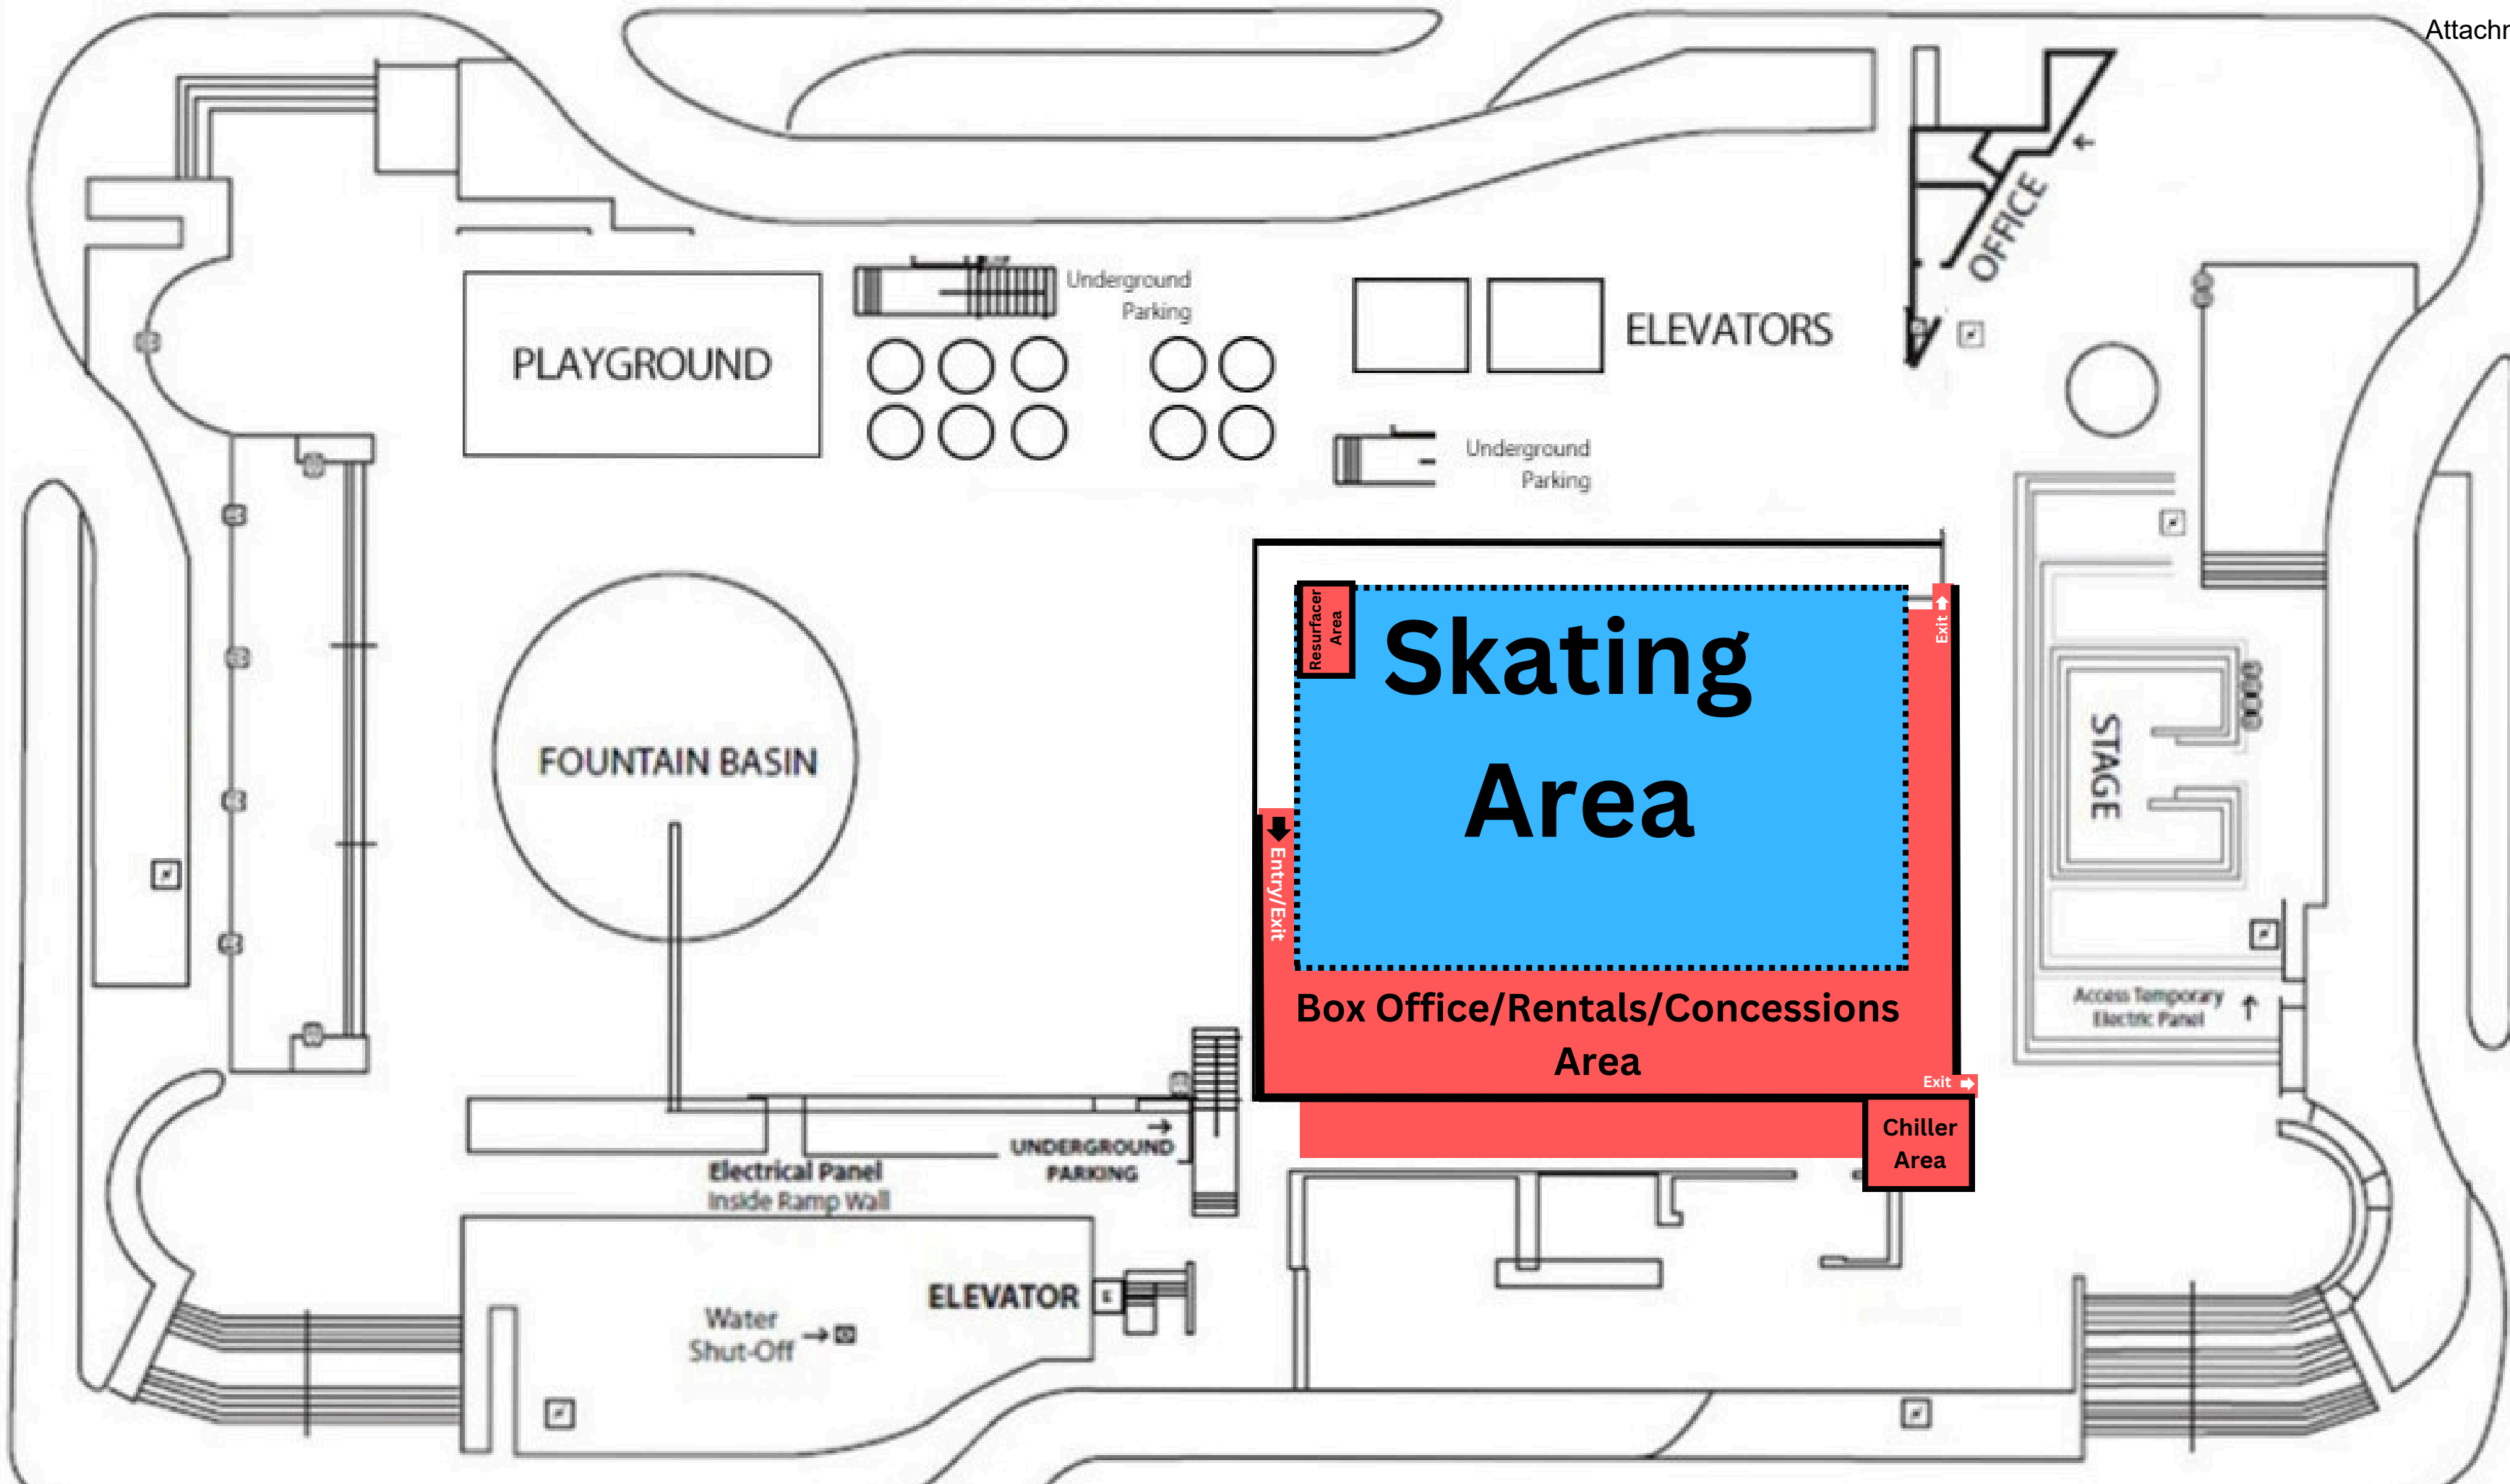 Attachm
OFFICE
Underground
Parking
ELEVATORS
PLAYGROUND
Underground
Parking
Resurfacer
Area
Skating
Area
Exit
STAGE
FOUNTAIN BASIN
Entry/Exit
Box Office/Rentals/Concessions
Area
Access Temporary
Electric Panel
Exit
Chiller
Area
UNDERGROUND
PARKING
Electrical Panel
Inside Ramp Wall
ELEVATOR
E
Water
Shut-Off